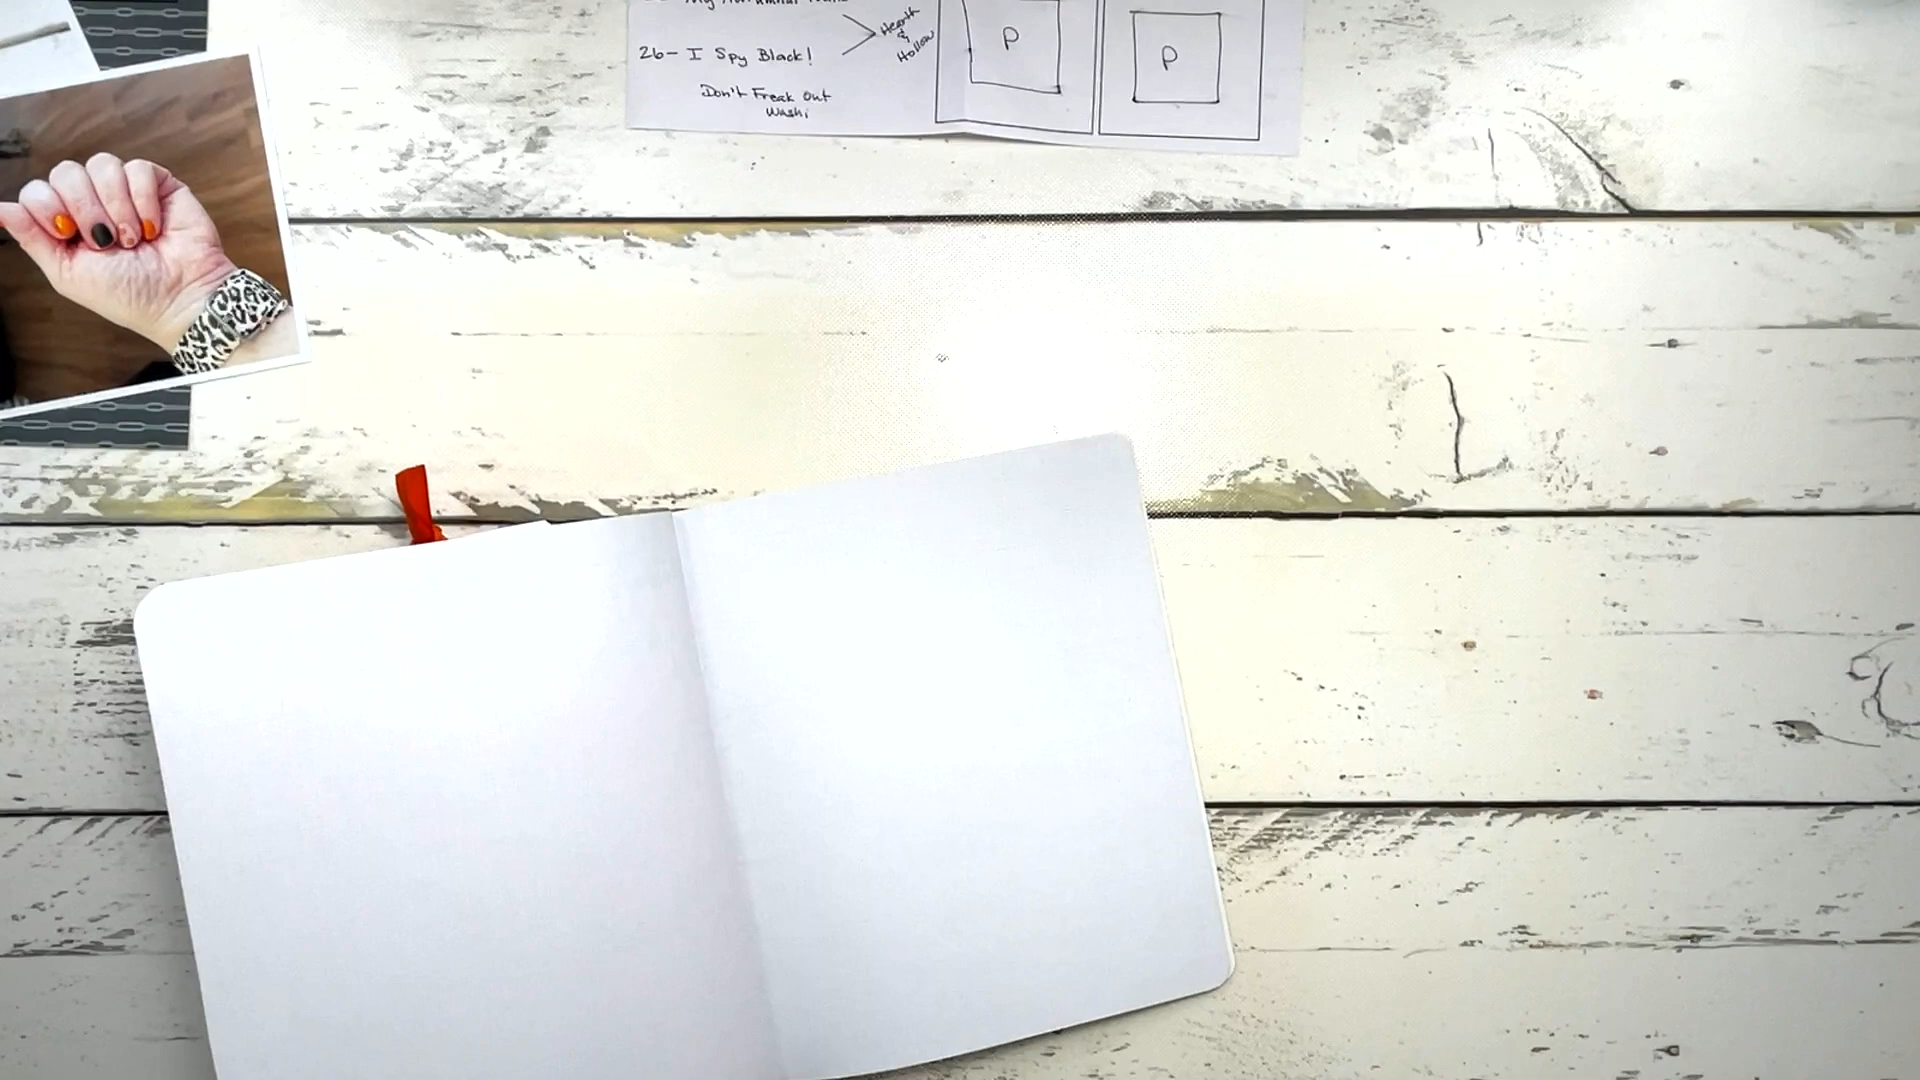 26- I Spy Black!
Don't Freak Out
Washi
Hearth
&
Hollow
P
P